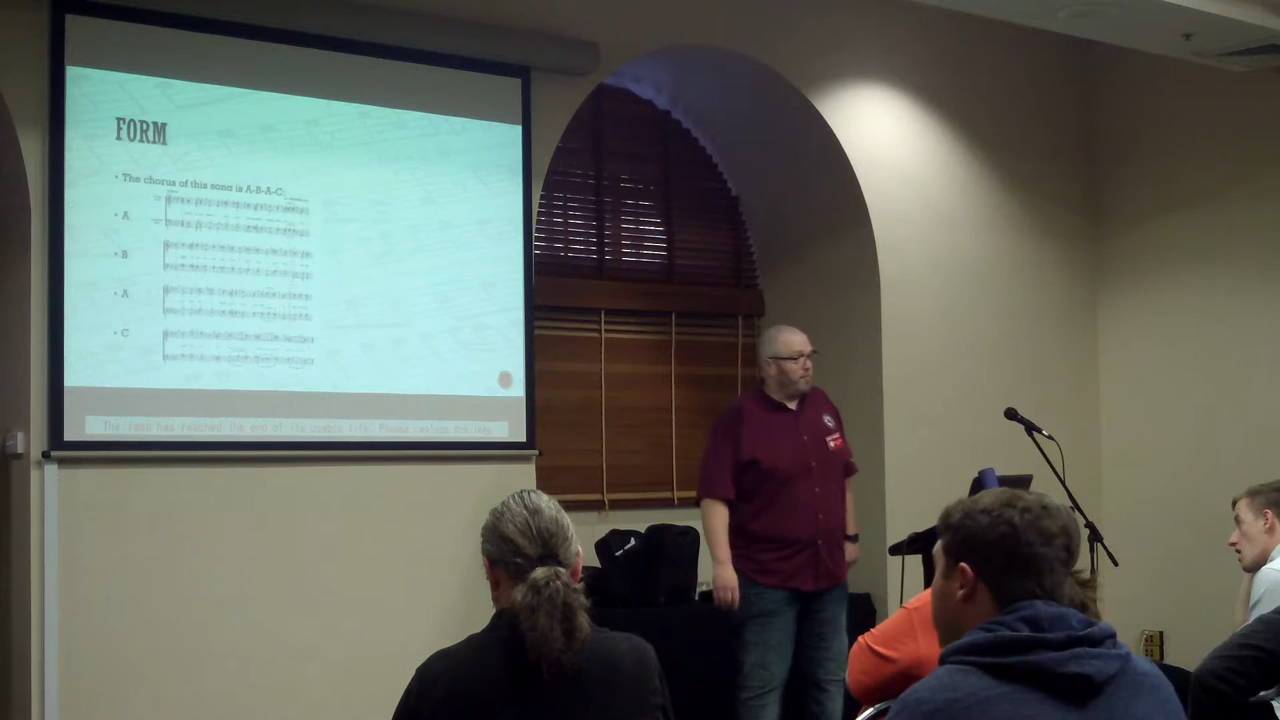 FORM
• The chorus of this song is A-B-A-C:
• A
• B
• A
• C
The lamp has reached the end of its usable life. Please replace the lamp.